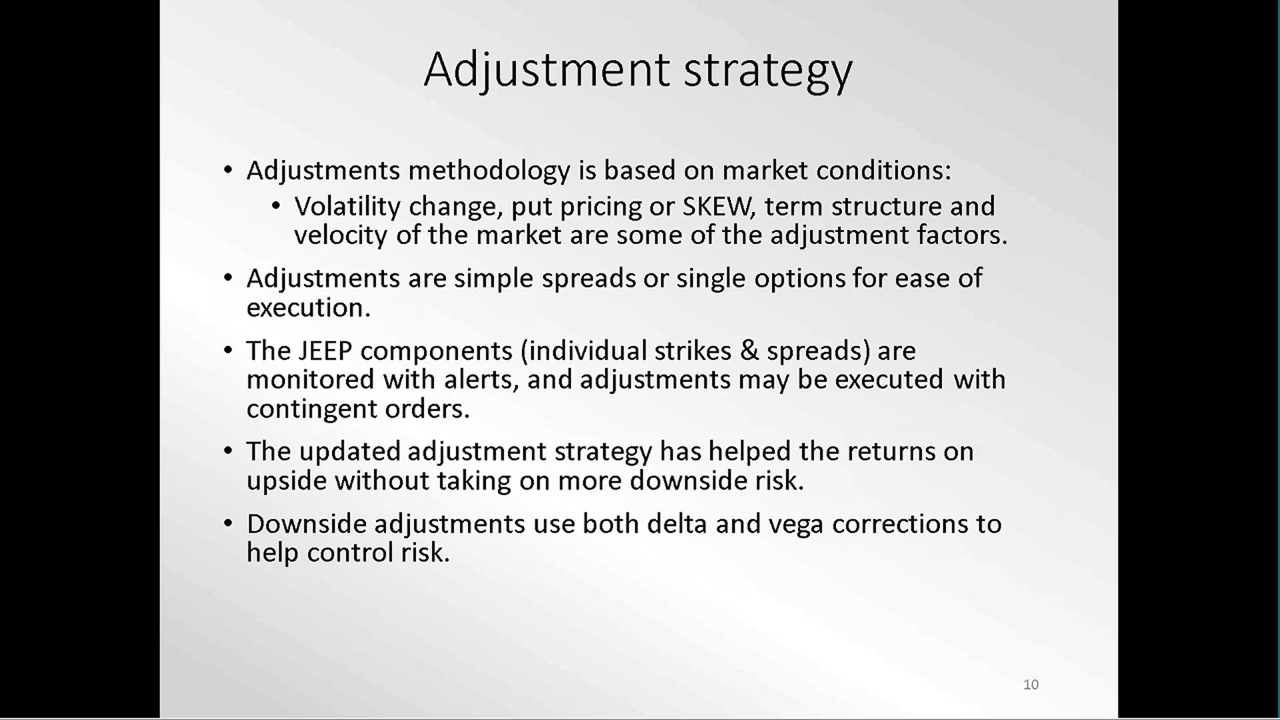 Adjustment strategy
• Adjustments methodology is based on market conditions:
• Volatility change, put pricing or SKEW, term structure and
velocity of the market are some of the adjustment factors.
• Adjustments are simple spreads or single options for ease of
execution.
• The JEEP components (individual strikes & spreads) are
monitored with alerts, and adjustments may be executed with
contingent orders.
• The updated adjustment strategy has helped the returns on
upside without taking on more downside risk.
• Downside adjustments use both delta and vega corrections to
help control risk.
10